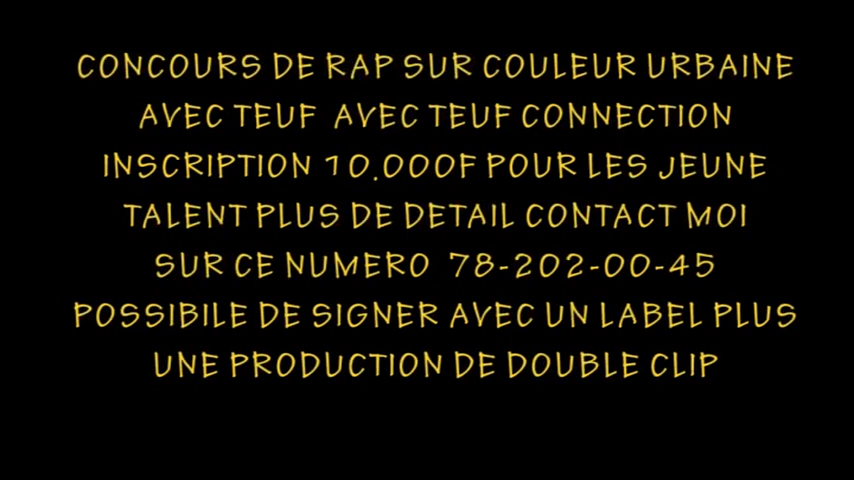 CONCOURS DE RAP SUR COULEUR URBAINE
AVEC TEUF AVEC TEUF CONNECTION
INSCRIPTION 10.000F POUR LES JEUNE
TALENT PLUS DE DETAIL CONTACT MOI
SUR CE NUMERO 78-202-00-45
POSSIBILE DE SIGNER AVEC UN LABEL PLUS
UNE PRODUCTION DE DOUBLE CLIP